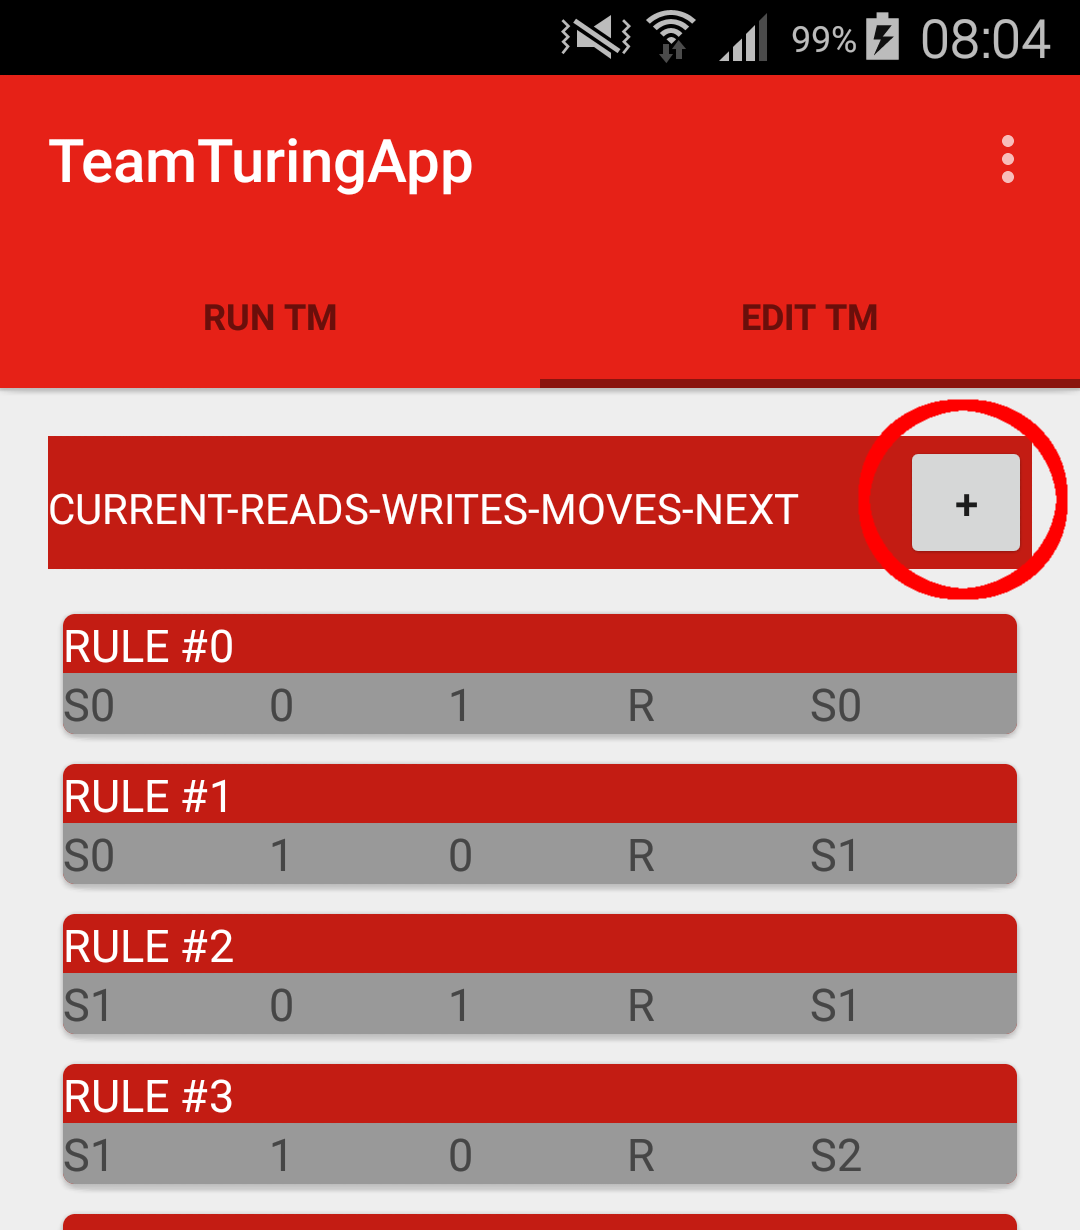 99% 08:04
TeamTuringApp
RUN TM EDIT TM
CURRENT-READS-WRITES-MOVES-NEXT +
RULE #0
S0 0 1 R S0
RULE #1
S0 1 0 R S1
RULE #2
S1 0 1 R S1
RULE #3
S1 1 0 R S2